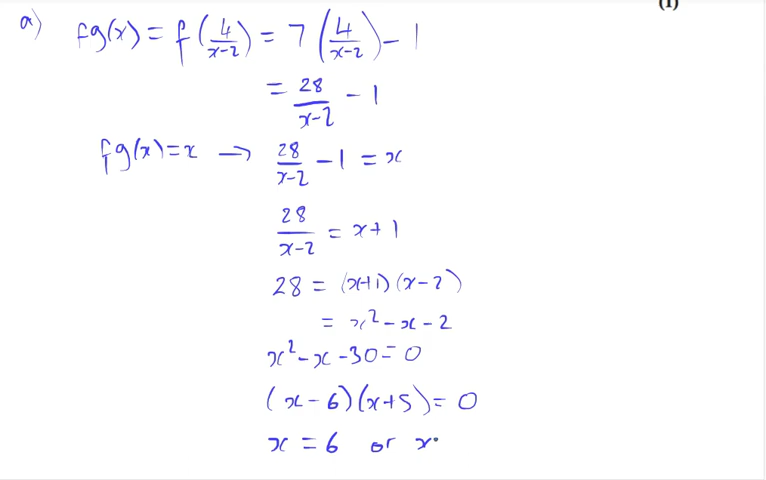 (1)
a) fg(x) = f(4/(x-2)) = 7(4/(x-2)) - 1
= 28/(x-2) - 1
fg(x) = x → 28/(x-2) - 1 = x
28/(x-2) = x + 1
28 = (x+1)(x-2)
= x² - x - 2
x² - x - 30 = 0
(x - 6)(x + 5) = 0
x = 6 or x